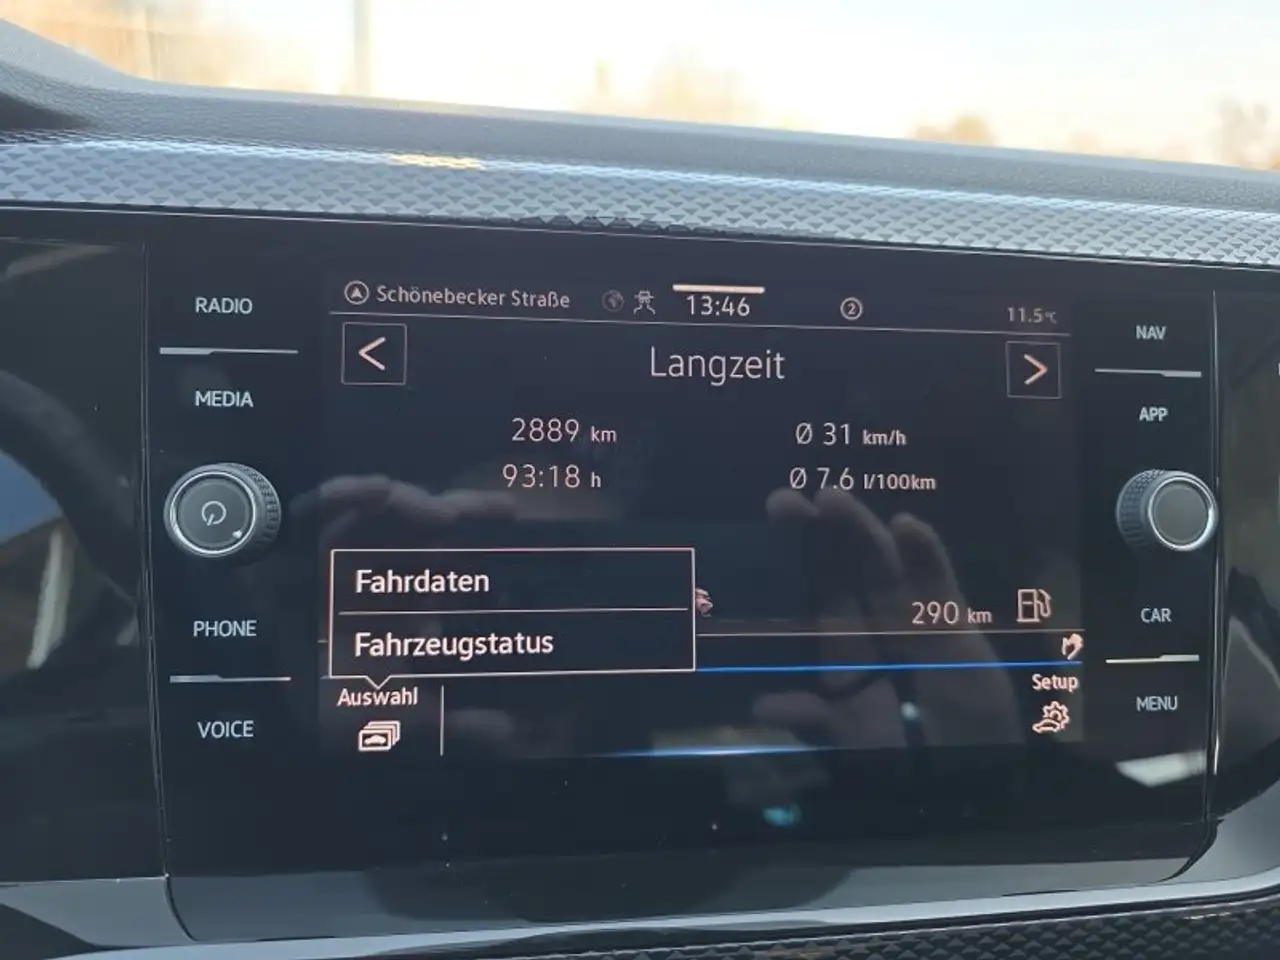 RADIO
MEDIA
PHONE
VOICE
Schönebecker Straße
13:46
2
11.5°C
<
Langzeit
>
2889 km
Ø 31 km/h
93:18 h
Ø 7.6 l/100km
290 km
Fahrdaten
Fahrzeugstatus
Auswahl
Setup
NAV
APP
CAR
MENU